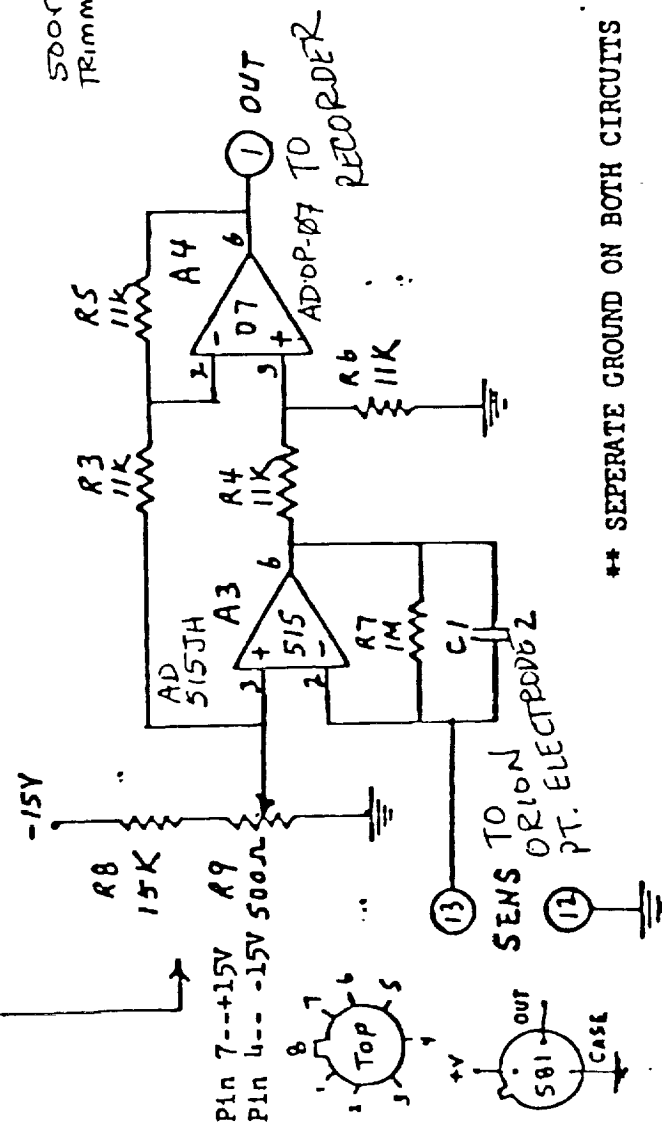 500Ω
TRIMM
-15V
R8
15K
R9
500Ω
Pin 7--+15V
Pin 4-- -15V
AD
515JH
A3
3
+
515
-
2
6
R3
11K
R4
11K
R5
11K
A4
2
-
07
+
3
6
AD:OP-07
R6
11K
1
OUT
TO
RECORDER
R7
1M
C1
2
13
SENS
12
TO
ORION
PT. ELECTRODE
8
7
6
5
4
3
2
1
TOP
+V
581
OUT
CASE
** SEPERATE GROUND ON BOTH CIRCUITS